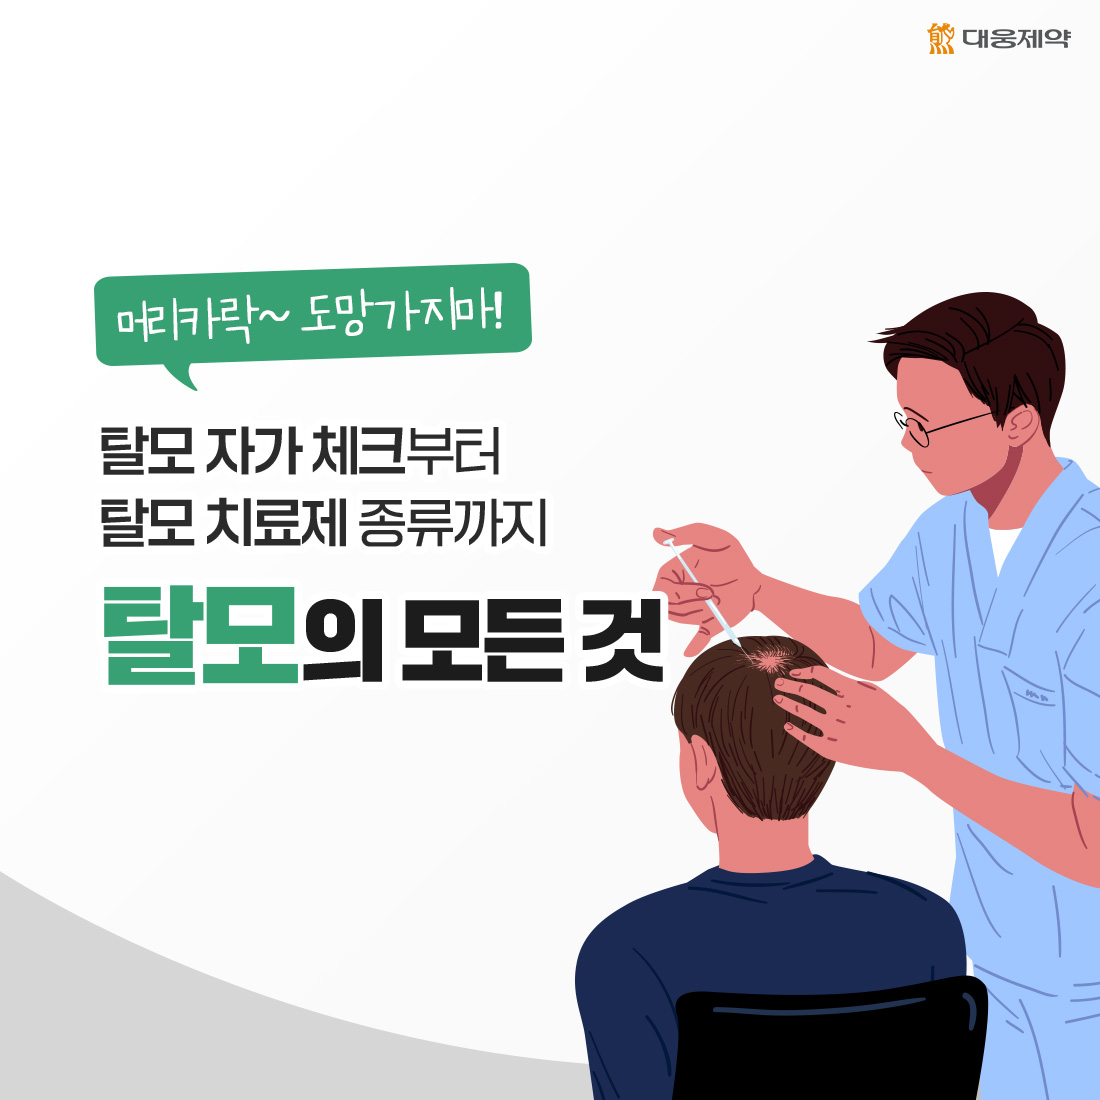 대웅제약
머리카락~ 도망가지마!
탈모 자가 체크부터
탈모 치료제 종류까지
탈모의 모든 것